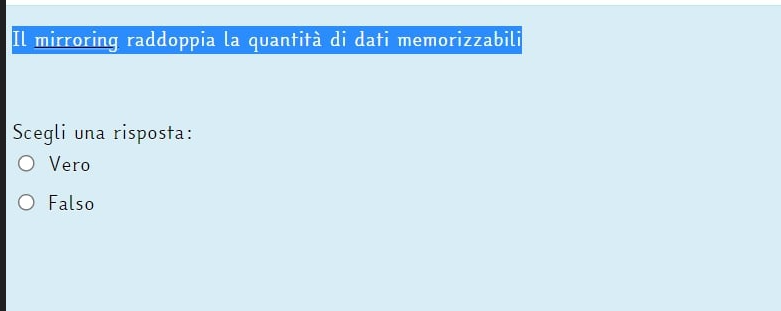 Il mirroring raddoppia la quantità di dati memorizzabili
Scegli una risposta:
Vero
Falso